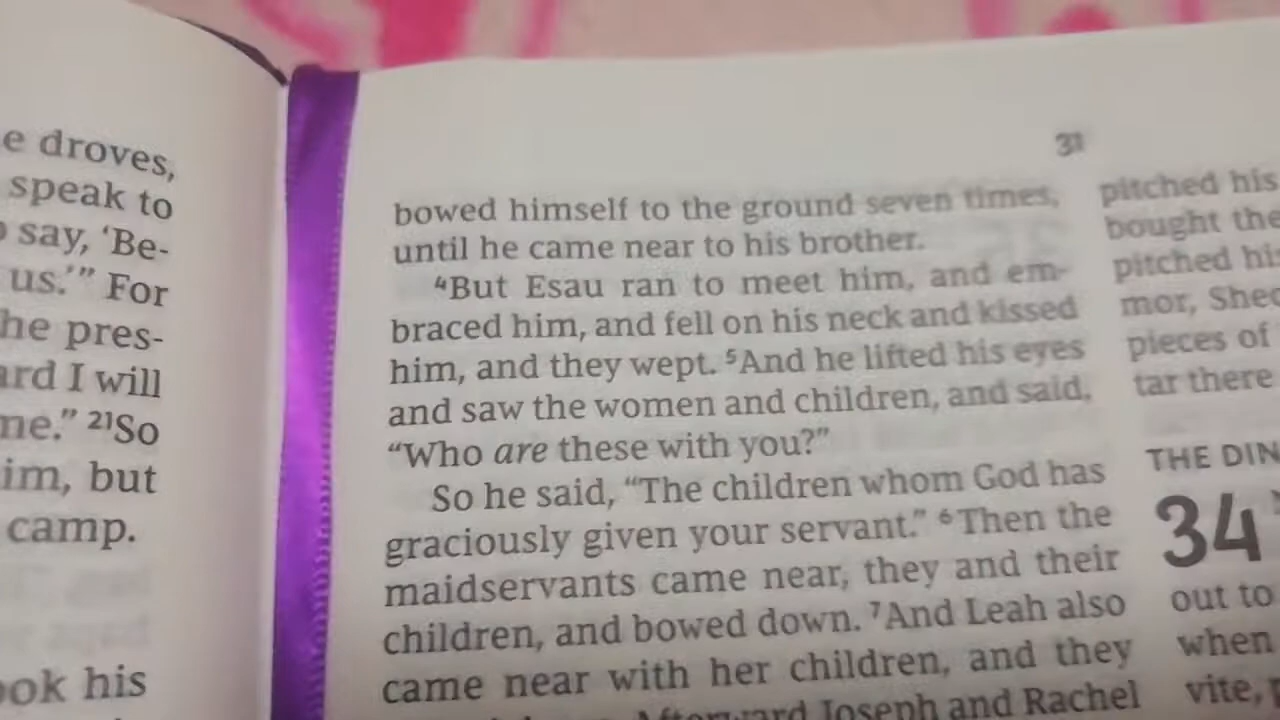 e droves,
speak to
say, ‘Be-
us.’” For
he pres-
ard I will
me.” ²¹So
im, but
camp.
ook his
31
bowed himself to the ground seven times,
until he came near to his brother.
⁴But Esau ran to meet him, and em-
braced him, and fell on his neck and kissed
him, and they wept. ⁵And he lifted his eyes
and saw the women and children, and said,
“Who are these with you?”
So he said, “The children whom God has
graciously given your servant.” ⁶Then the
maidservants came near, they and their
children, and bowed down. ⁷And Leah also
came near with her children, and they
Afterward Joseph and Rachel
pitched his
bought the
pitched his
mor, Shec
pieces of
tar there
THE DIN
34
out to
when
vite,